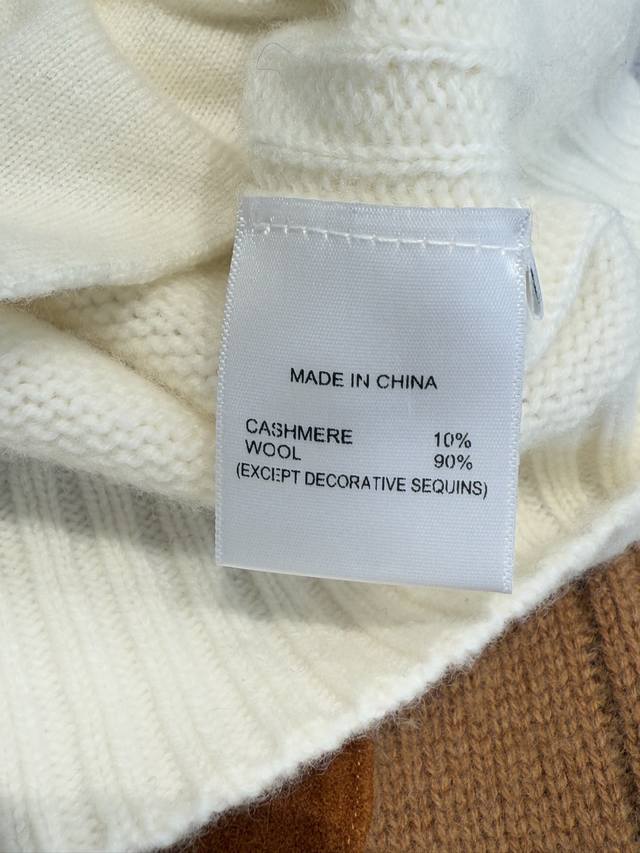 MADE IN CHINA
CASHMERE 10%
WOOL 90%
(EXCEPT DECORATIVE SEQUINS)